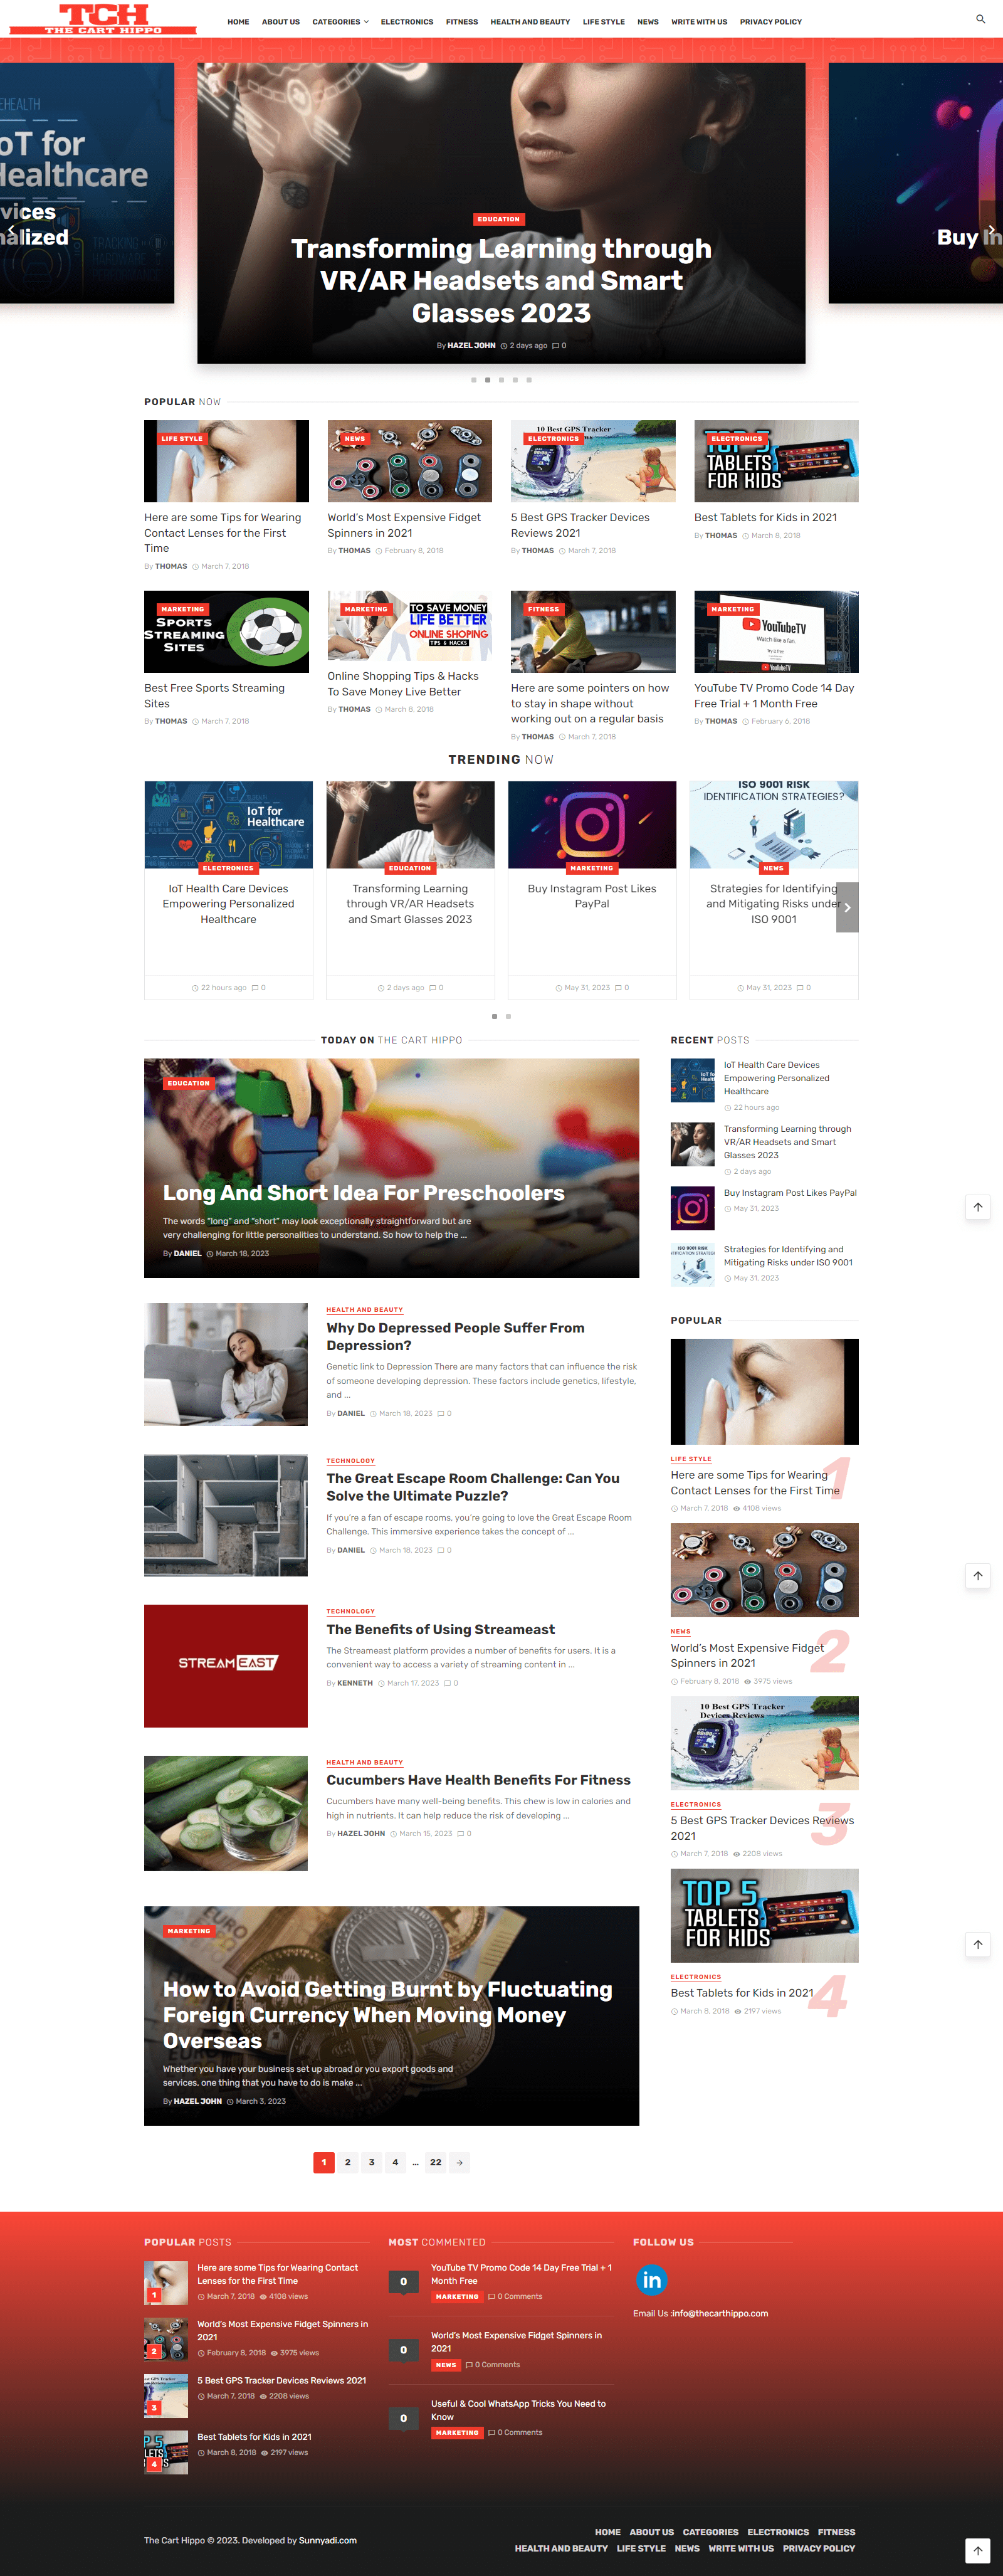 TCH
THE CART HIPPO
HOME ABOUT US CATEGORIES ELECTRONICS FITNESS HEALTH AND BEAUTY LIFE STYLE NEWS WRITE WITH US PRIVACY POLICY
EHEALTH
oT for
Healthcare
vices
nalized
TRACKING
HARDWARE
EDUCATION
Transforming Learning through
VR/AR Headsets and Smart
Glasses 2023
By HAZEL JOHN 2 days ago 0
Buy In
POPULAR NOW
LIFE STYLE
Here are some Tips for Wearing
Contact Lenses for the First
Time
By THOMAS March 7, 2018
NEWS
World's Most Expensive Fidget
Spinners in 2021
By THOMAS February 8, 2018
10 Best GPS Tracker
ELECTRONICS
5 Best GPS Tracker Devices
Reviews 2021
By THOMAS March 7, 2018
ELECTRONICS
TOP 5
TABLETS
FOR KIDS
Best Tablets for Kids in 2021
By THOMAS March 8, 2018
MARKETING
SPORTS
STREAMING
SITES
Best Free Sports Streaming
Sites
By THOMAS March 7, 2018
MARKETING
TO SAVE MONEY
LIFE BETTER
ONLINE SHOPING
TIPS & HACKS
Online Shopping Tips & Hacks
To Save Money Live Better
By THOMAS March 8, 2018
FITNESS
Here are some pointers on how
to stay in shape without
working out on a regular basis
By THOMAS March 7, 2018
MARKETING
YouTubeTV
Watch like a fan.
Try it free
YouTubeTV
YouTube TV Promo Code 14 Day
Free Trial + 1 Month Free
By THOMAS February 6, 2018
TRENDING NOW
IoT for
Healthcare
ELECTRONICS
IoT Health Care Devices
Empowering Personalized
Healthcare
22 hours ago 0
EDUCATION
Transforming Learning
through VR/AR Headsets
and Smart Glasses 2023
2 days ago 0
MARKETING
Buy Instagram Post Likes
PayPal
May 31, 2023 0
ISO 9001 RISK
IDENTIFICATION STRATEGIES?
NEWS
Strategies for Identifying
and Mitigating Risks under
ISO 9001
May 31, 2023 0
TODAY ON THE CART HIPPO
EDUCATION
Long And Short Idea For Preschoolers
The words "long" and "short" may look exceptionally straightforward but are
very challenging for little personalities to understand. So how to help the ...
By DANIEL March 18, 2023
HEALTH AND BEAUTY
Why Do Depressed People Suffer From
Depression?
Genetic link to Depression There are many factors that can influence the risk
of someone developing depression. These factors include genetics, lifestyle,
and ...
By DANIEL March 18, 2023 0
TECHNOLOGY
The Great Escape Room Challenge: Can You
Solve the Ultimate Puzzle?
If you're a fan of escape rooms, you're going to love the Great Escape Room
Challenge. This immersive experience takes the concept of ...
By DANIEL March 18, 2023 0
STREAMEAST
TECHNOLOGY
The Benefits of Using Streameast
The Streameast platform provides a number of benefits for users. It is a
convenient way to access a variety of streaming content in ...
By KENNETH March 17, 2023 0
HEALTH AND BEAUTY
Cucumbers Have Health Benefits For Fitness
Cucumbers have many well-being benefits. This chew is low in calories and
high in nutrients. It can help reduce the risk of developing ...
By HAZEL JOHN March 15, 2023 0
MARKETING
How to Avoid Getting Burnt by Fluctuating
Foreign Currency When Moving Money
Overseas
Whether you have your business set up abroad or you export goods and
services, one thing that you have to do is make ...
By HAZEL JOHN March 3, 2023
1 2 3 4 ... 22
RECENT POSTS
IoT Health Care Devices
Empowering Personalized
Healthcare
22 hours ago
Transforming Learning through
VR/AR Headsets and Smart
Glasses 2023
2 days ago
Buy Instagram Post Likes PayPal
May 31, 2023
Strategies for Identifying and
Mitigating Risks under ISO 9001
May 31, 2023
POPULAR
LIFE STYLE
1
Here are some Tips for Wearing
Contact Lenses for the First Time
March 7, 2018 4108 views
NEWS
2
World's Most Expensive Fidget
Spinners in 2021
February 8, 2018 3975 views
10 Best GPS Tracker
Devices Reviews
ELECTRONICS
3
5 Best GPS Tracker Devices Reviews
2021
March 7, 2018 2208 views
TOP 5
TABLETS
FOR KIDS
ELECTRONICS
4
Best Tablets for Kids in 2021
March 8, 2018 2197 views
POPULAR POSTS
1
Here are some Tips for Wearing Contact
Lenses for the First Time
March 7, 2018 4108 views
2
World's Most Expensive Fidget Spinners in
2021
February 8, 2018 3975 views
3
5 Best GPS Tracker Devices Reviews 2021
March 7, 2018 2208 views
4
Best Tablets for Kids in 2021
March 8, 2018 2197 views
MOST COMMENTED
0
YouTube TV Promo Code 14 Day Free Trial + 1
Month Free
MARKETING 0 Comments
0
World's Most Expensive Fidget Spinners in
2021
NEWS 0 Comments
0
Useful & Cool WhatsApp Tricks You Need to
Know
MARKETING 0 Comments
FOLLOW US
in
Email Us :info@thecarthippo.com
The Cart Hippo © 2023. Developed by Sunnyadi.com
HOME ABOUT US CATEGORIES ELECTRONICS FITNESS
HEALTH AND BEAUTY LIFE STYLE NEWS WRITE WITH US PRIVACY POLICY